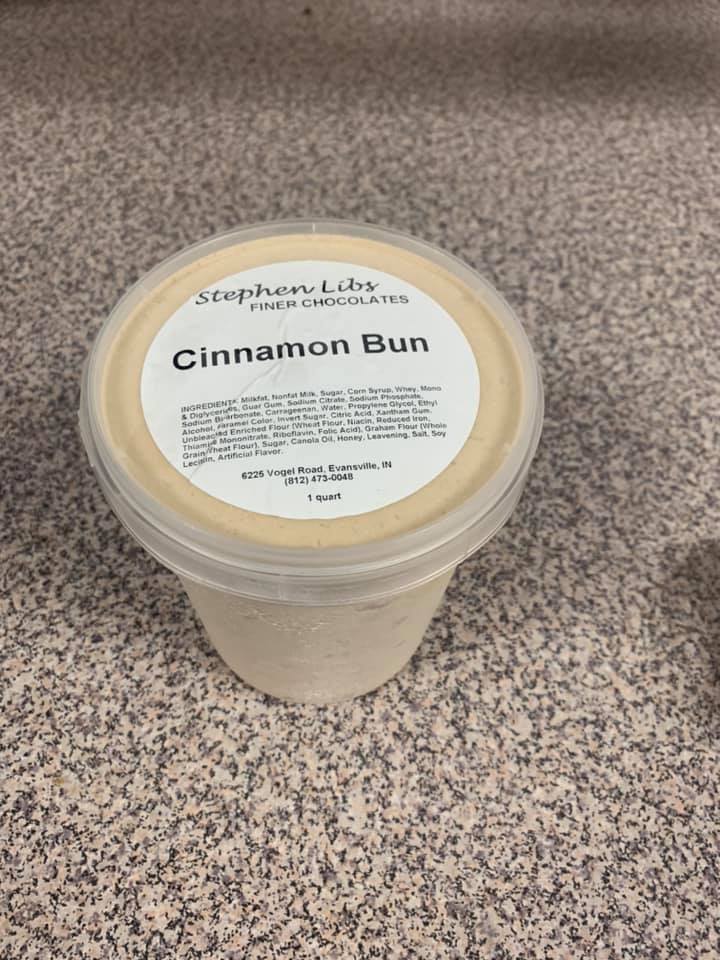 Stephen Libs
FINER CHOCOLATES
Cinnamon Bun
INGREDIENTS: Milkfat, Nonfat Milk, Sugar, Corn Syrup, Whey, Mono
& Diglycerides, Guar Gum, Sodium Citrate, Sodium Phosphate,
Sodium Bicarbonate, Carrageenan, Water, Propylene Glycol, Ethyl
Alcohol, Caramel Color, Invert Sugar, Citric Acid, Xantham Gum,
Unbleached Enriched Flour (Wheat Flour, Niacin, Reduced Iron,
Thiamine Mononitrate, Riboflavin, Folic Acid), Graham Flour (Whole
Grain Wheat Flour), Sugar, Canola Oil, Honey, Leavening, Salt, Soy
Lecithin, Artificial Flavor.
6225 Vogel Road, Evansville, IN
(812) 473-0048
1 quart